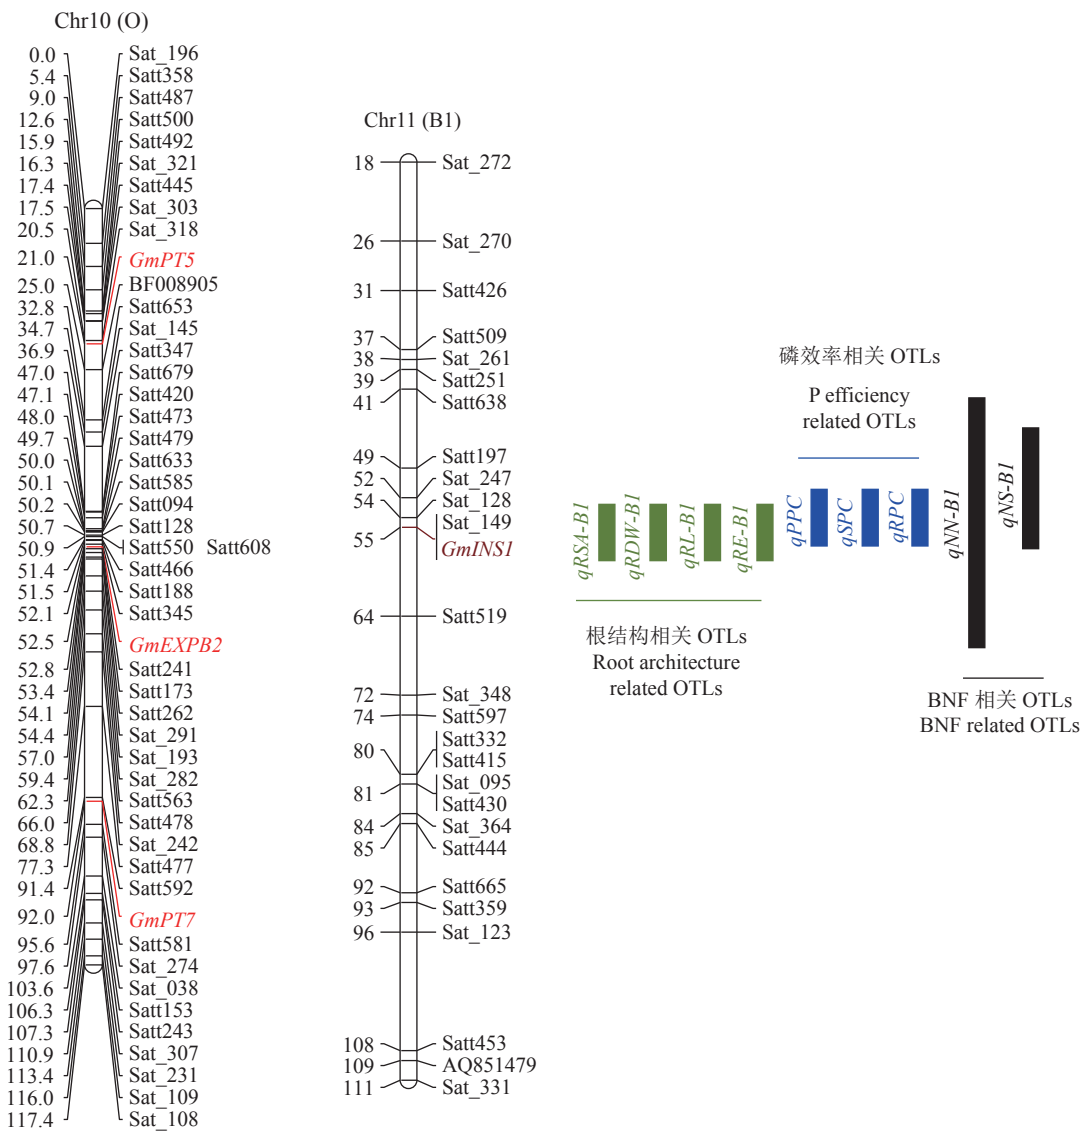 Chr10 (O)
0.0 Sat_196
5.4 Satt358
9.0 Satt487
12.6 Satt500
15.9 Satt492
16.3 Sat_321
17.4 Satt445
17.5 Sat_303
20.5 Sat_318
21.0 GmPT5
25.0 BF008905
32.8 Satt653
34.7 Sat_145
36.9 Satt347
47.0 Satt679
47.1 Satt420
48.0 Satt473
49.7 Satt479
50.0 Satt633
50.1 Satt585
50.2 Satt094
50.7 Satt128
50.9 Satt550 Satt608
51.4 Satt466
51.5 Satt188
52.1 Satt345
52.5 GmEXPB2
52.8 Satt241
53.4 Satt173
54.1 Satt262
54.4 Sat_291
57.0 Sat_193
59.4 Sat_282
62.3 Satt563
66.0 Satt478
68.8 Sat_242
77.3 Satt477
91.4 Satt592
92.0 GmPT7
95.6 Satt581
97.6 Sat_274
103.6 Sat_038
106.3 Satt153
107.3 Satt243
110.9 Sat_307
113.4 Sat_231
116.0 Sat_109
117.4 Sat_108
Chr11 (B1)
18 Sat_272
26 Sat_270
31 Satt426
37 Satt509
38 Sat_261
39 Satt251
41 Satt638
49 Satt197
52 Sat_247
54 Sat_128
55 Sat_149
GmINS1
64 Satt519
72 Sat_348
74 Satt597
80 Satt332
Satt415
81 Sat_095
Satt430
84 Sat_364
85 Satt444
92 Satt665
93 Satt359
96 Sat_123
108 Satt453
109 AQ851479
111 Sat_331
qRSA-B1
qRDW-B1
qRL-B1
qRE-B1
根结构相关 OTLs
Root architecture
related OTLs
磷效率相关 OTLs
P efficiency
related OTLs
qPPC
qSPC
qRPC
qNN-B1
qNS-B1
BNF 相关 OTLs
BNF related OTLs